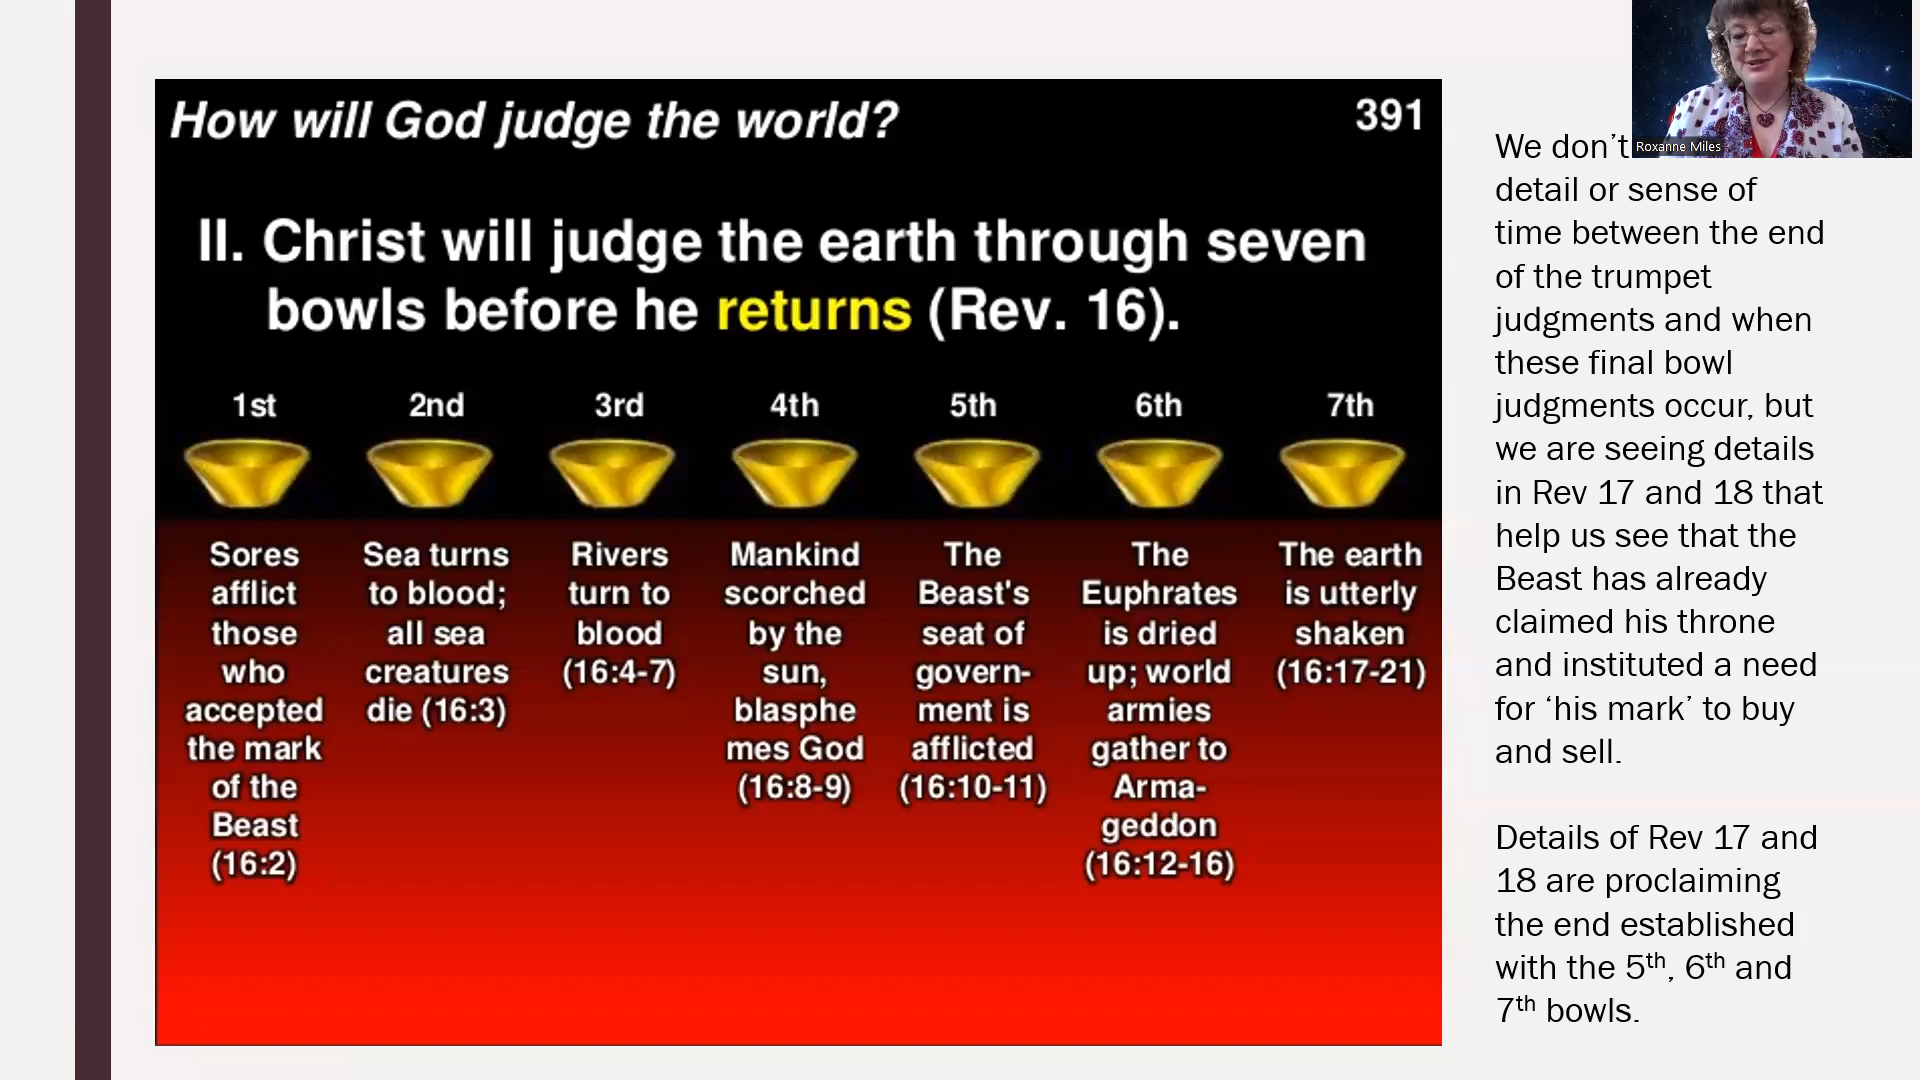 How will God judge the world?
391
II. Christ will judge the earth through seven
bowls before he returns (Rev. 16).
1st
2nd
3rd
4th
5th
6th
7th
Sores
afflict
those
who
accepted
the mark
of the
Beast
(16:2)
Sea turns
to blood;
all sea
creatures
die (16:3)
Rivers
turn to
blood
(16:4-7)
Mankind
scorched
by the
sun,
blasphe
mes God
(16:8-9)
The
Beast's
seat of
govern-
ment is
afflicted
(16:10-11)
The
Euphrates
is dried
up; world
armies
gather to
Arma-
geddon
(16:12-16)
The earth
is utterly
shaken
(16:17-21)
Roxanne Miles
We don’t
detail or sense of
time between the end
of the trumpet
judgments and when
these final bowl
judgments occur, but
we are seeing details
in Rev 17 and 18 that
help us see that the
Beast has already
claimed his throne
and instituted a need
for ‘his mark’ to buy
and sell.
Details of Rev 17 and
18 are proclaiming
the end established
with the 5th, 6th and
7th bowls.